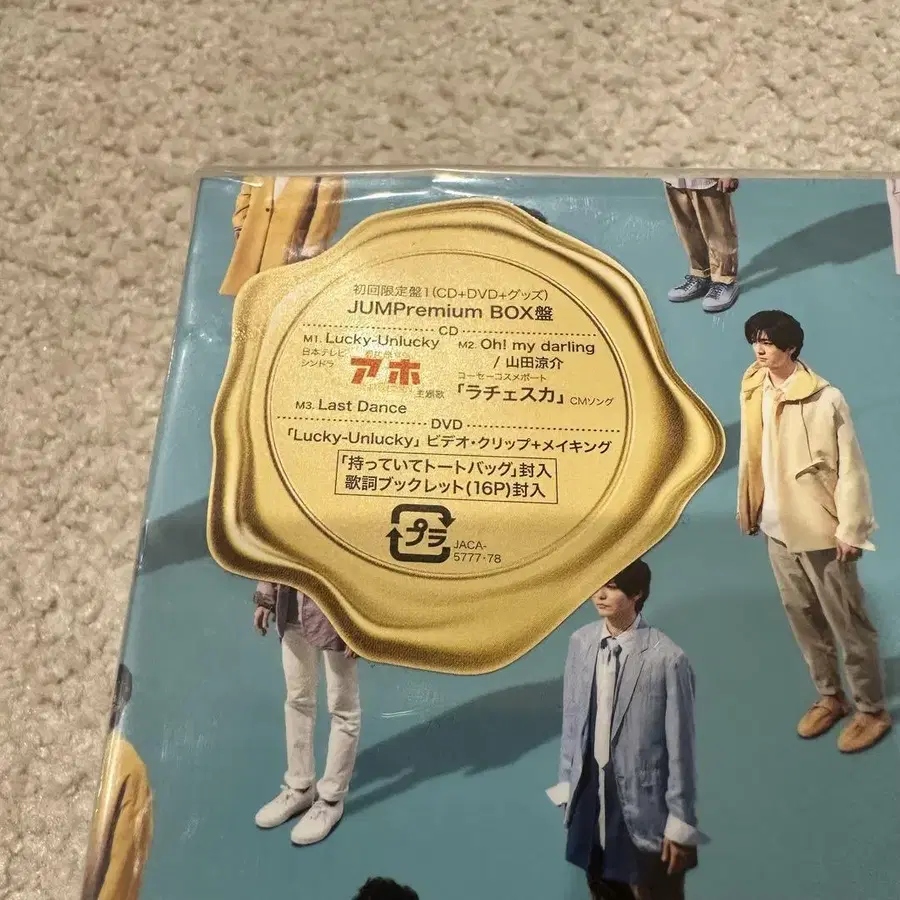 初回限定盤1(CD+DVD+グッズ)
JUMPremium BOX盤
CD
M1. Lucky-Unlucky
日本テレビ
シンドラ
アホ
主題歌
M2. Oh! my darling
/ 山田涼介
コーセーコスメポート
「ラチェスカ」CMソング
M3. Last Dance
DVD
「Lucky-Unlucky」ビデオ・クリップ+メイキング
「持っていてトートバッグ」封入
歌詞ブックレット(16P)封入
プラ
JACA-
5777-78